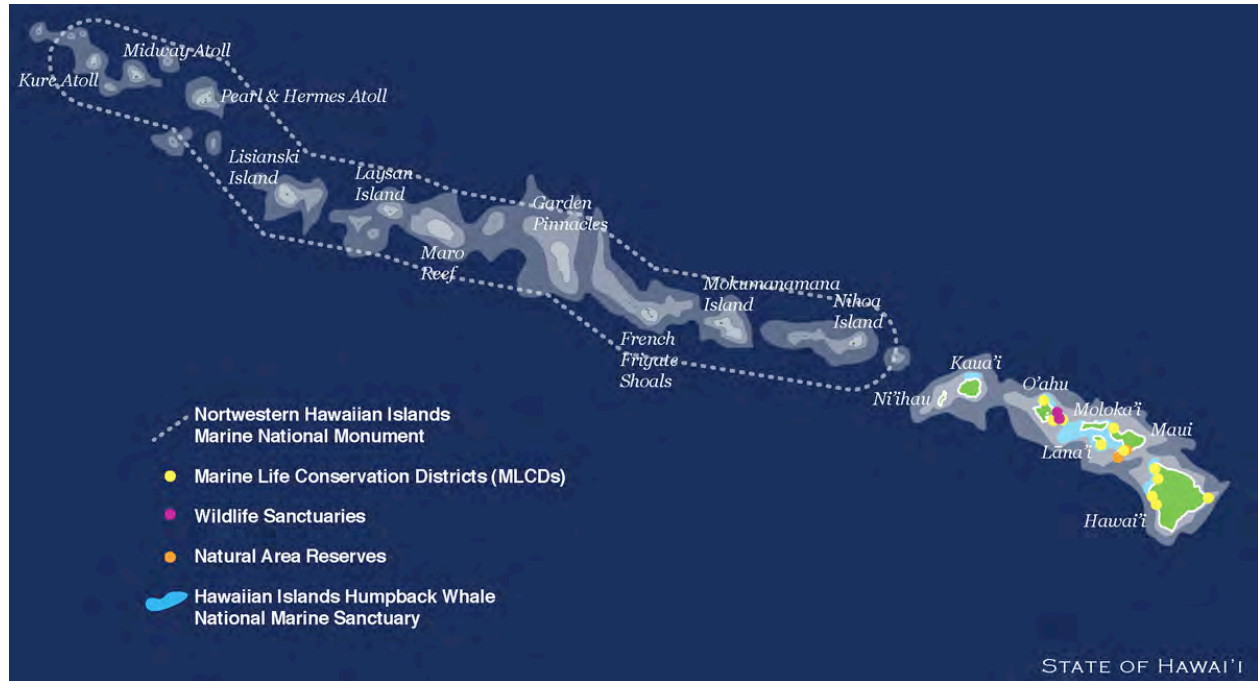 Midway Atoll
Kure Atoll
Pearl & Hermes Atoll
Lisianski
Island
Laysan
Island
Garden
Pinnacles
Maro
Reef
Mokumanamana
Island
Nihoa
Island
French
Frigate
Shoals
Kaua'i
Ni'ihau
O'ahu
Moloka'i
Maui
Lāna'i
Hawai'i
Nortwestern Hawaiian Islands
Marine National Monument
Marine Life Conservation Districts (MLCDs)
Wildlife Sanctuaries
Natural Area Reserves
Hawaiian Islands Humpback Whale
National Marine Sanctuary
STATE OF HAWAI'I